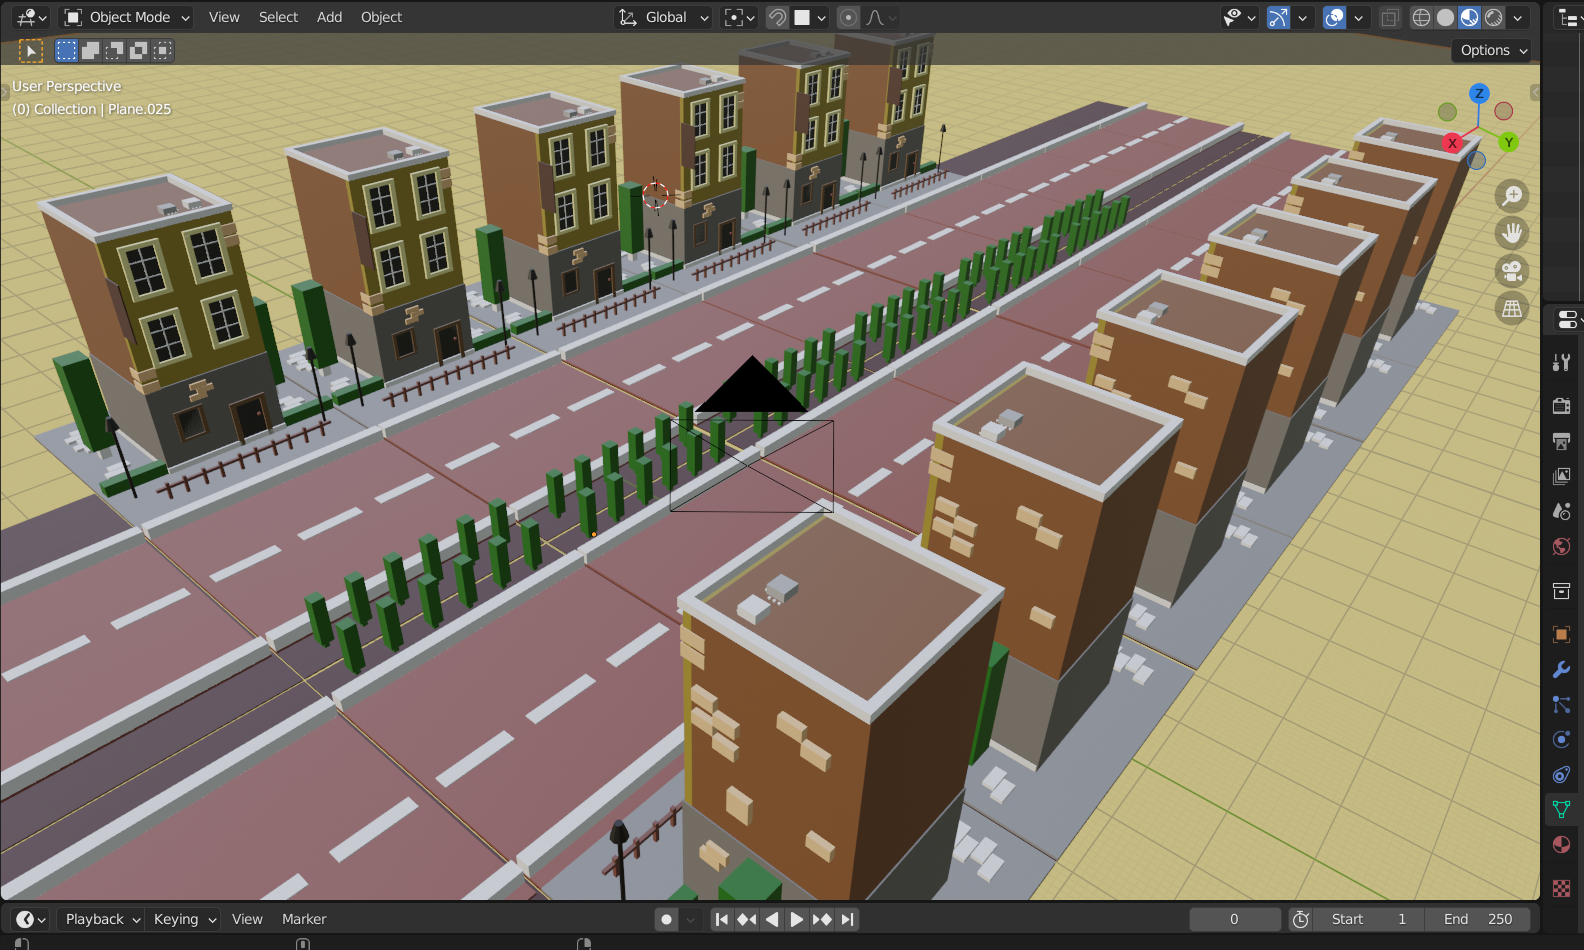 Object Mode View Select Add Object Global
Options
User Perspective
(0) Collection | Plane.025
Z
X
Y
Playback Keying View Marker 0 Start 1 End 250